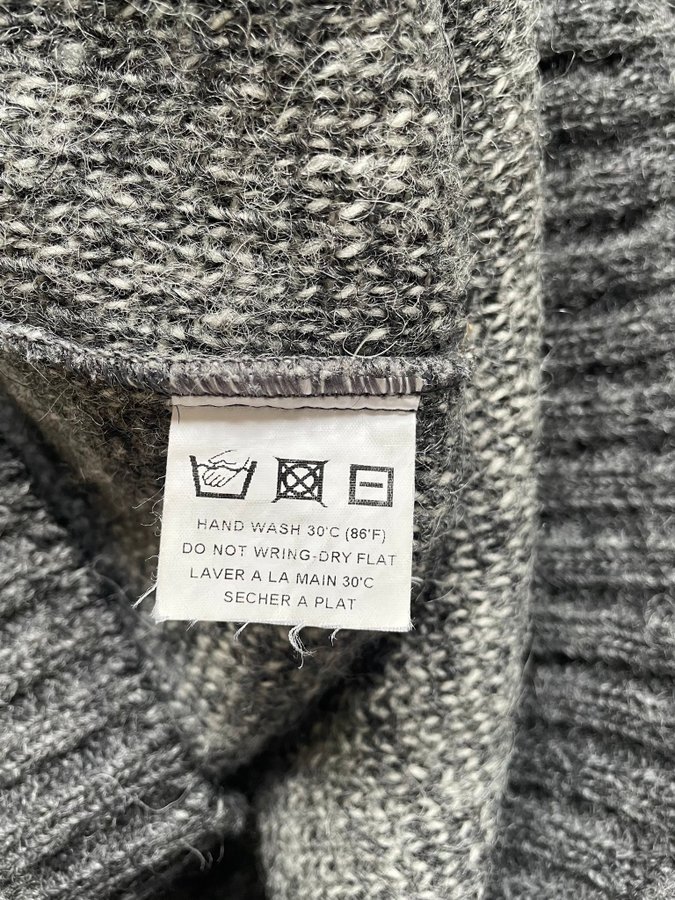 HAND WASH 30'C (86'F)
DO NOT WRING-DRY FLAT
LAVER A LA MAIN 30'C
SECHER A PLAT